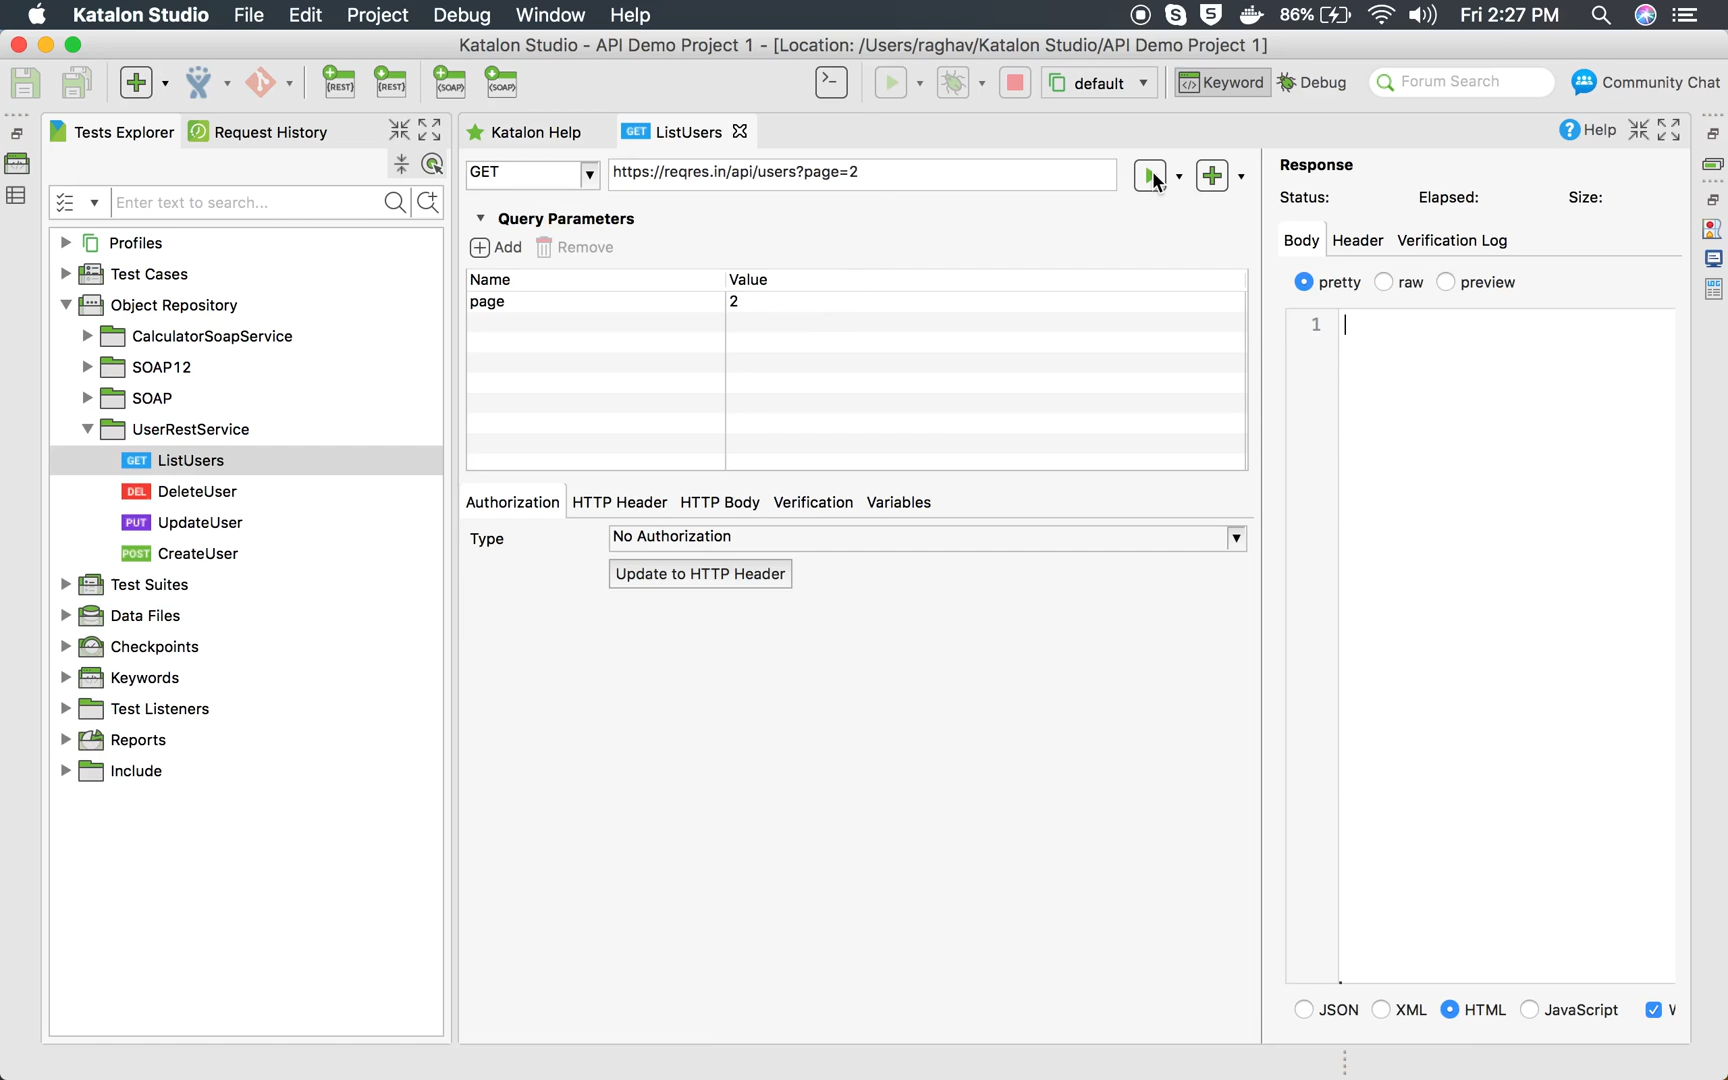 Katalon Studio File Edit Project Debug Window Help 86% Fri 2:27 PM
Katalon Studio - API Demo Project 1 - [Location: /Users/raghav/Katalon Studio/API Demo Project 1]
{REST} {REST} {SOAP} {SOAP} default Keyword Debug Forum Search Community Chat
Tests Explorer Request History Katalon Help GET ListUsers Help
Enter text to search...
Profiles
Test Cases
Object Repository
CalculatorSoapService
SOAP12
SOAP
UserRestService
GET ListUsers
DEL DeleteUser
PUT UpdateUser
POST CreateUser
Test Suites
Data Files
Checkpoints
Keywords
Test Listeners
Reports
Include
GET https://reqres.in/api/users?page=2
Query Parameters
Add Remove
Name Value
page 2
Authorization HTTP Header HTTP Body Verification Variables
Type No Authorization
Update to HTTP Header
Response
Status: Elapsed: Size:
Body Header Verification Log
pretty raw preview
1
JSON XML HTML JavaScript